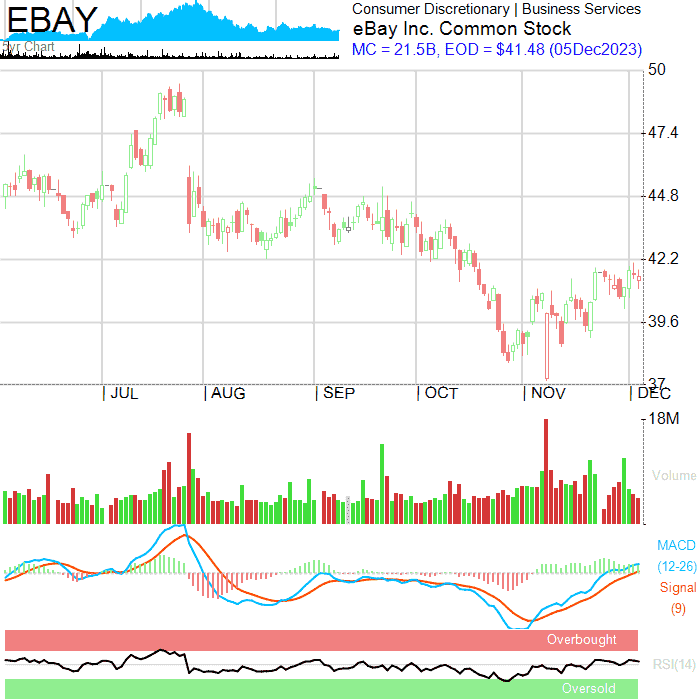 EBAY
5yr Chart
Consumer Discretionary | Business Services
eBay Inc. Common Stock
MC = 21.5B, EOD = $41.48 (05Dec2023)
50
47.4
44.8
42.2
39.6
37
| JUL | AUG | SEP | OCT | NOV | DEC
18M
Volume
MACD
(12-26)
Signal
(9)
Overbought
RSI(14)
Oversold